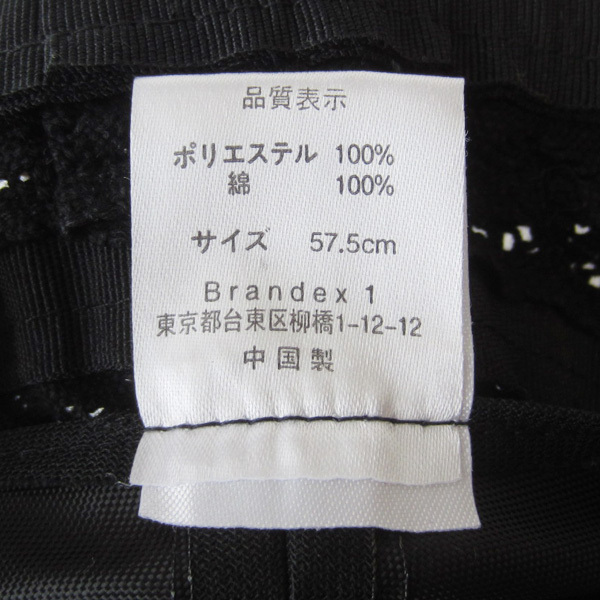 品質表示
ポリエステル 100%
綿 100%
サイズ 57.5cm
Brandex 1
東京都台東区柳橋1-12-12
中国製